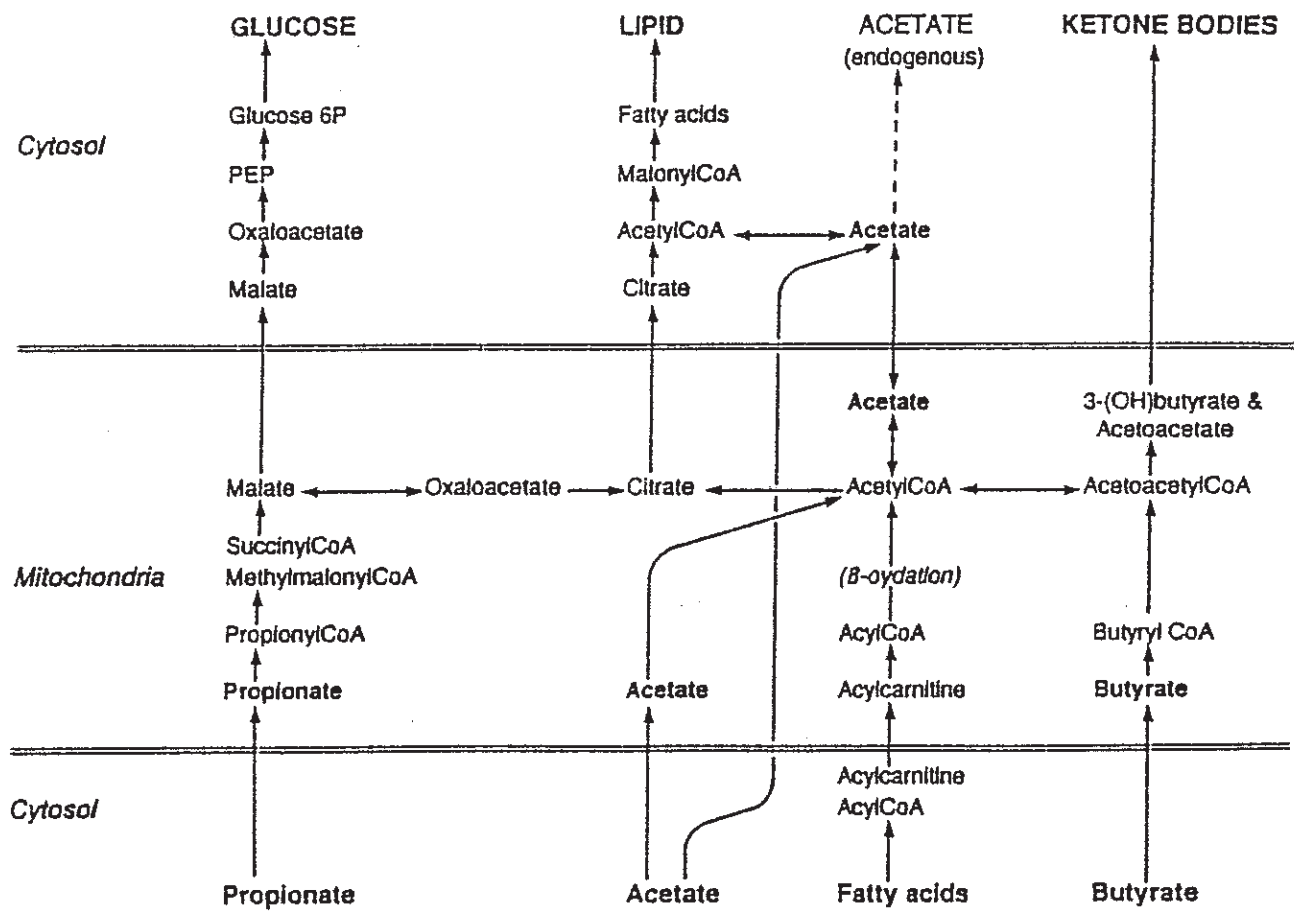 GLUCOSE LIPID ACETATE KETONE BODIES
(endogenous)
Glucose 6P Fatty acids
Cytosol
PEP MalonylCoA
Oxaloacetate AcetylCoA Acetate
Malate Citrate
Acetate 3-(OH)butyrate &
Acetoacetate
Malate Oxaloacetate Citrate AcetylCoA AcetoacetylCoA
SuccinylCoA
Mitochondria MethylmalonylCoA (B-oydation)
PropionylCoA AcylCoA Butyryl CoA
Propionate Acetate Acylcarnitine Butyrate
Acylcarnitine
Cytosol AcylCoA
Propionate Acetate Fatty acids Butyrate